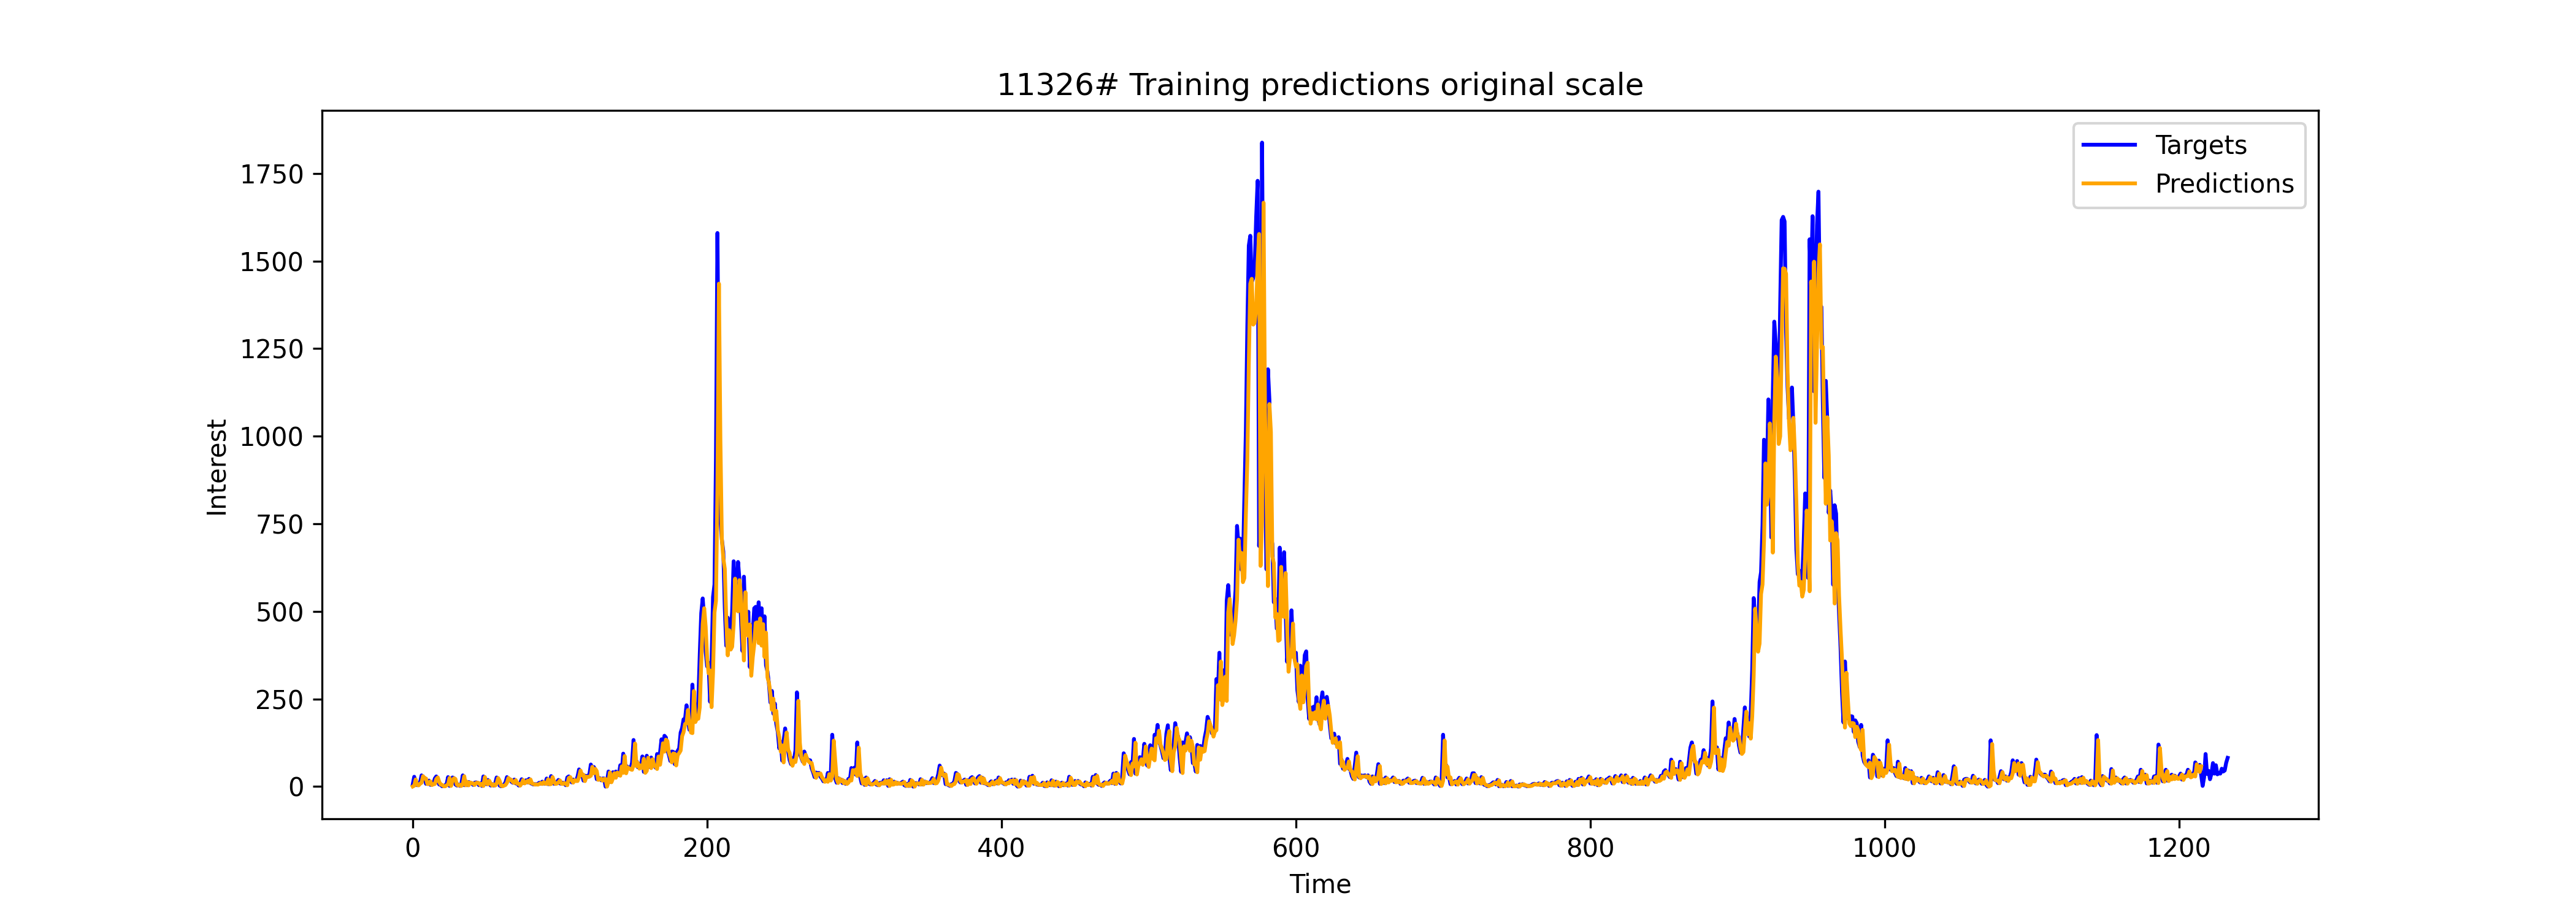 11326# Training predictions original scale
Targets
Predictions
Interest
1750
1500
1250
1000
750
500
250
0
0 200 400 600 800 1000 1200
Time